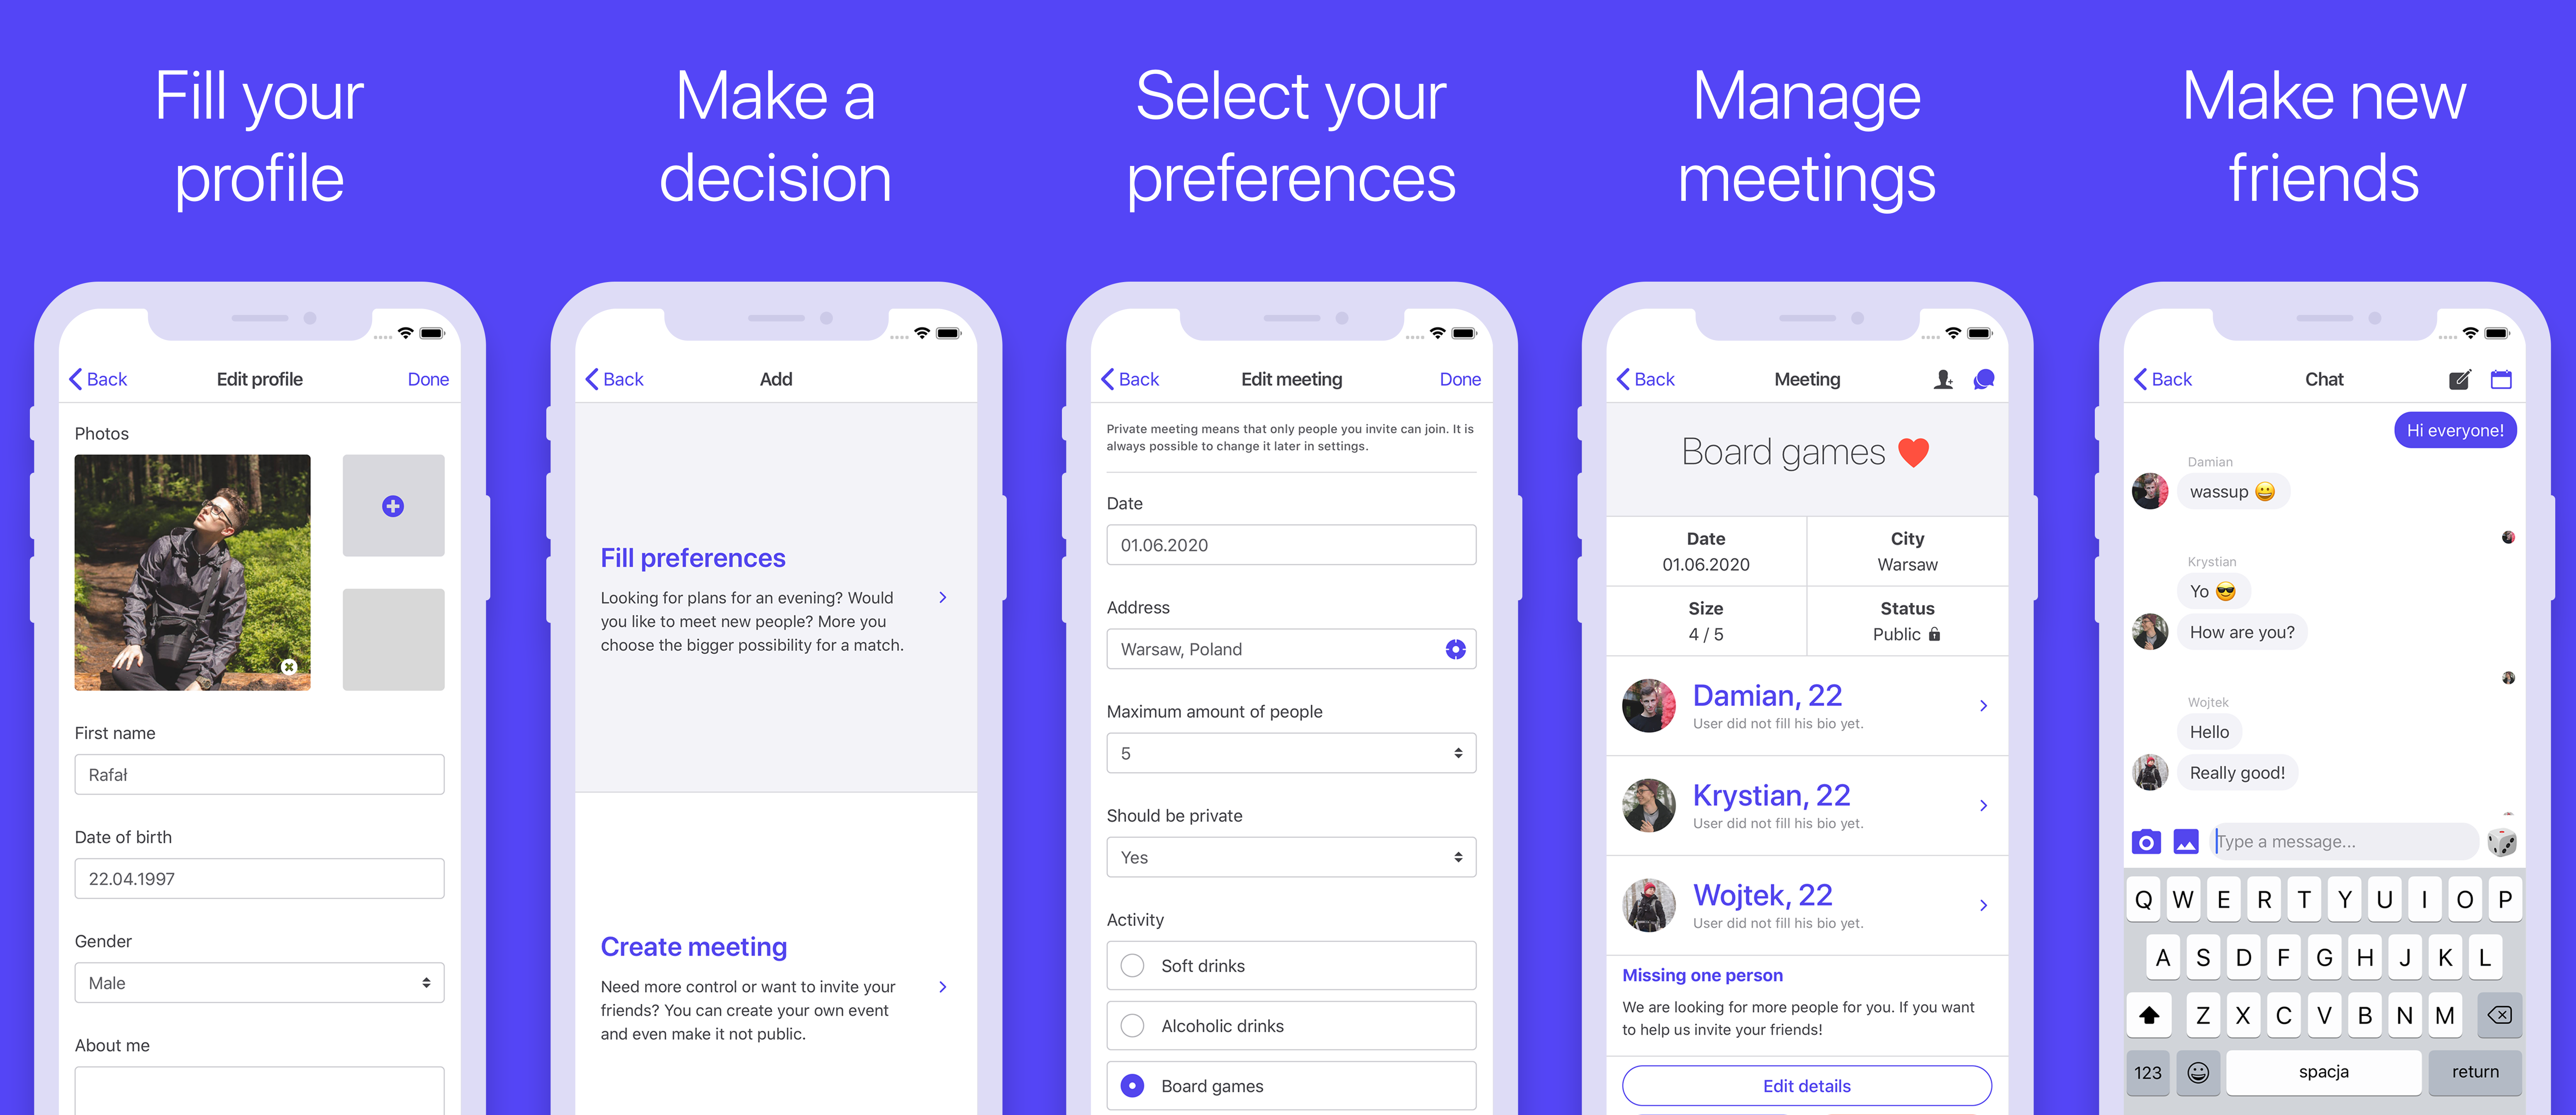 Fill your
profile
Back
Edit profile
Done
Photos
First name
Rafał
Date of birth
22.04.1997
Gender
Male
About me
Make a
decision
Back
Add
Fill preferences
Looking for plans for an evening? Would
you like to meet new people? More you
choose the bigger possibility for a match.
Create meeting
Need more control or want to invite your
friends? You can create your own event
and even make it not public.
Select your
preferences
Back
Edit meeting
Done
Private meeting means that only people you invite can join. It is
always possible to change it later in settings.
Date
01.06.2020
Address
Warsaw, Poland
Maximum amount of people
5
Should be private
Yes
Activity
Soft drinks
Alcoholic drinks
Board games
Manage
meetings
Back
Meeting
Board games ❤️
Date
01.06.2020
City
Warsaw
Size
4 / 5
Status
Public
Damian, 22
User did not fill his bio yet.
Krystian, 22
User did not fill his bio yet.
Wojtek, 22
User did not fill his bio yet.
Missing one person
We are looking for more people for you. If you want
to help us invite your friends!
Edit details
Make new
friends
Back
Chat
Hi everyone!
Damian
wassup 😀
Krystian
Yo 😎
How are you?
Wojtek
Hello
Really good!
Type a message...
Q W E R T Y U I O P
A S D F G H J K L
Z X C V B N M
123
spacja
return